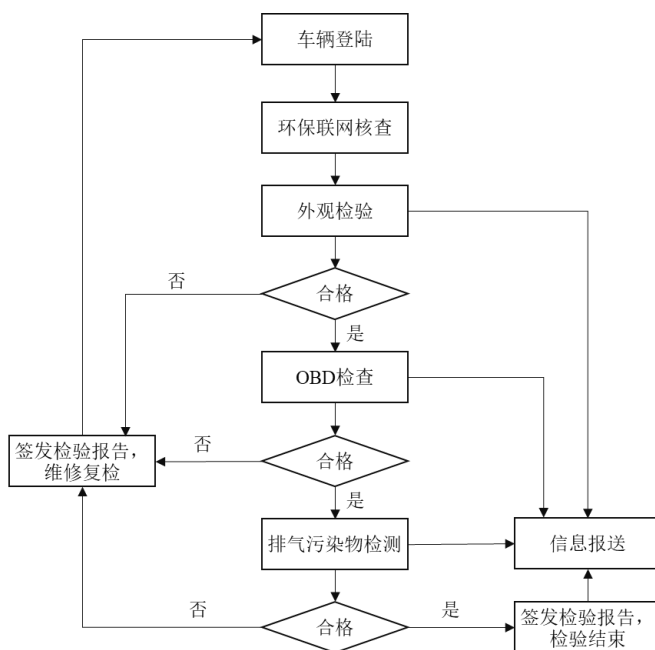 车辆登陆
环保联网核查
外观检验
否
合格
是
OBD检查
签发检验报告，
维修复检
否
合格
是
排气污染物检测
信息报送
否
合格
是
签发检验报告，
检验结束